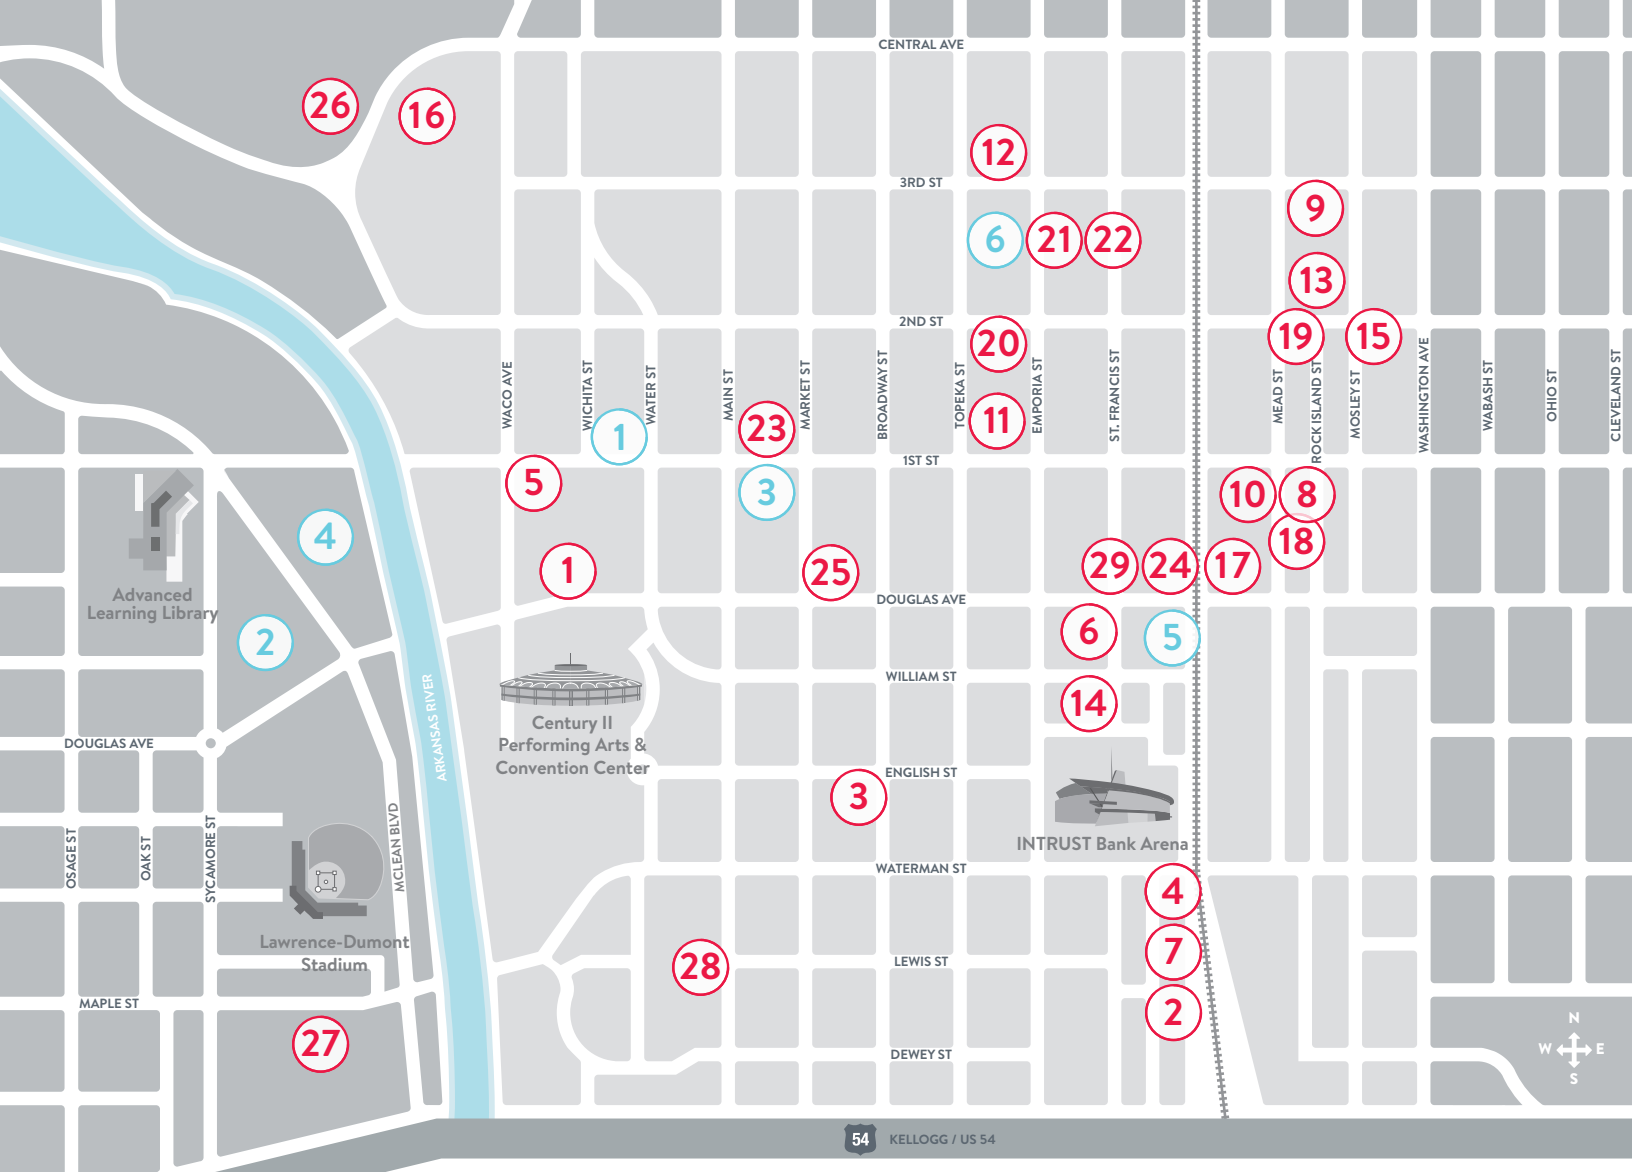 CENTRAL AVE
26
16
12
3RD ST
9
6
21
22
13
2ND ST
20
19
15
WACO AVE
WICHITA ST
WATER ST
MAIN ST
MARKET ST
BROADWAY ST
TOPEKA ST
EMPORIA ST
ST. FRANCIS ST
MEAD ST
ROCK ISLAND ST
MOSLEY ST
WASHINGTON AVE
WABASH ST
OHIO ST
CLEVELAND ST
11
23
1
1ST ST
5
3
10
8
4
18
1
25
29
24
17
Advanced
Learning Library
DOUGLAS AVE
2
6
5
WILLIAM ST
14
ARKANSAS RIVER
Century II
Performing Arts &
Convention Center
DOUGLAS AVE
ENGLISH ST
3
INTRUST Bank Arena
OSAGE ST
OAK ST
SYCAMORE ST
MCLEAN BLVD
WATERMAN ST
4
Lawrence-Dumont
Stadium
7
28
LEWIS ST
MAPLE ST
2
27
DEWEY ST
N
W
E
S
54
KELLOGG / US 54